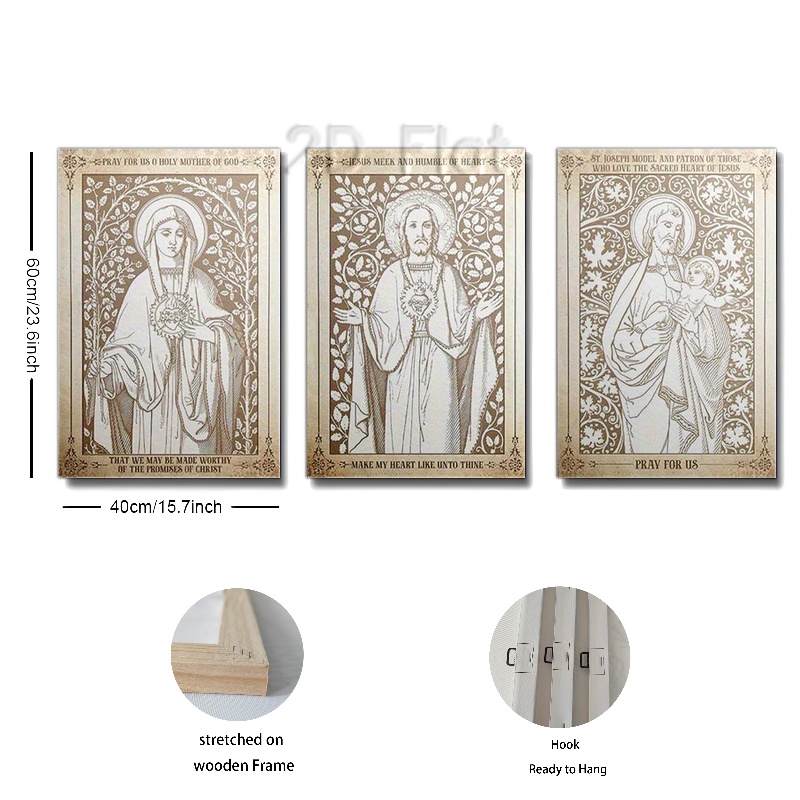 2D Flat
PRAY FOR US O HOLY MOTHER OF GOD
JESUS MEEK AND HUMBLE OF HEART
ST JOSEPH MODEL AND PATRON OF THOSE
WHO LOVE THE SACRED HEART OF JESUS
60cm/23.6inch
THAT WE MAY BE MADE WORTHY
OF THE PROMISES OF CHRIST
MAKE MY HEART LIKE UNTO THINE
PRAY FOR US
40cm/15.7inch
stretched on
wooden Frame
Hook
Ready to Hang